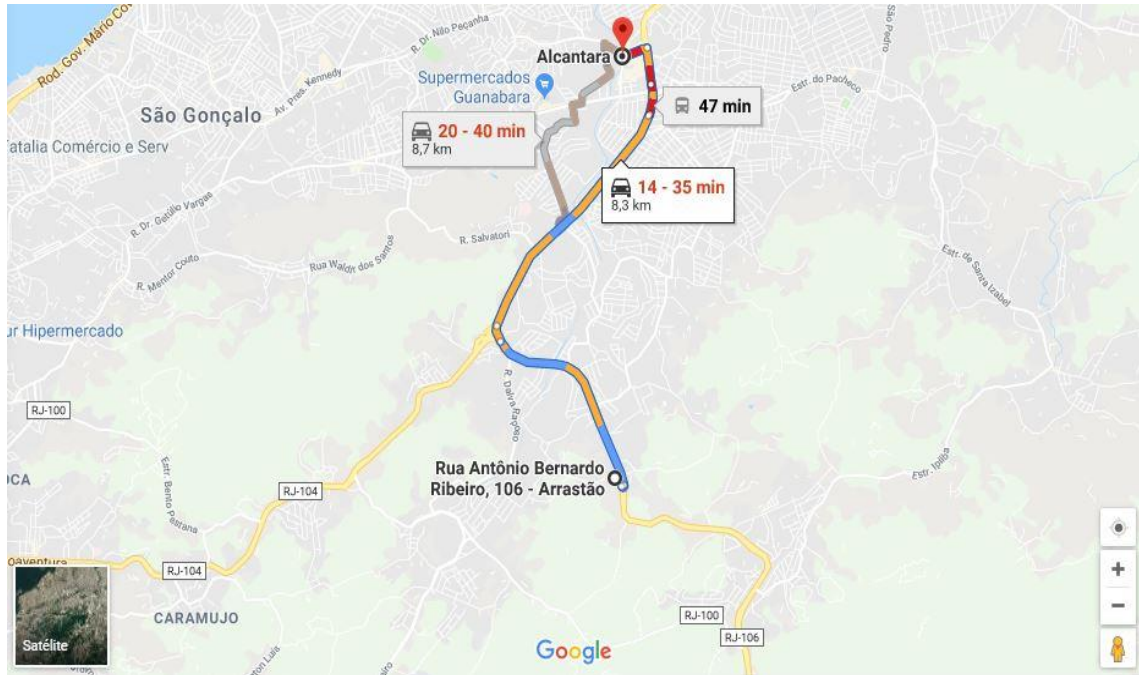 Rod. Gov. Mário Cov
R. Dr. Nilo Peçanha
São Pedro
Alcantara
Av. Pres. Kennedy
Supermercados
Guanabara
Estr. do Pacheco
47 min
São Gonçalo
20 - 40 min
8,7 km
atalia Comércio e Serv
14 - 35 min
8,3 km
R. Dr. Getúlio Vargas
R. Salvatori
Rua Waldir dos Santos
R. Mentor Couto
Estr. de Santa Izabel
ur Hipermercado
R. Dalva Raposo
RJ-100
Rua Antônio Bernardo
Ribeiro, 106 - Arrastão
OCA
Estr. Ipiiba
RJ-104
Estr. Bento Pestana
oaventura
RJ-104
CARAMUJO
RJ-100
RJ-106
Satélite
Google